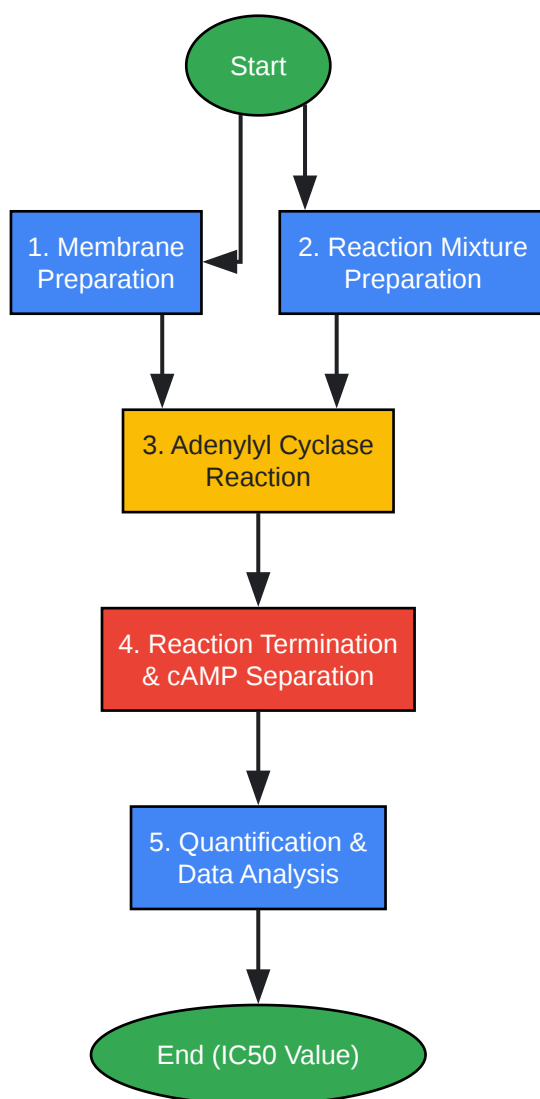 Start
1. Membrane
Preparation
2. Reaction Mixture
Preparation
3. Adenylyl Cyclase
Reaction
4. Reaction Termination
& cAMP Separation
5. Quantification &
Data Analysis
End (IC50 Value)